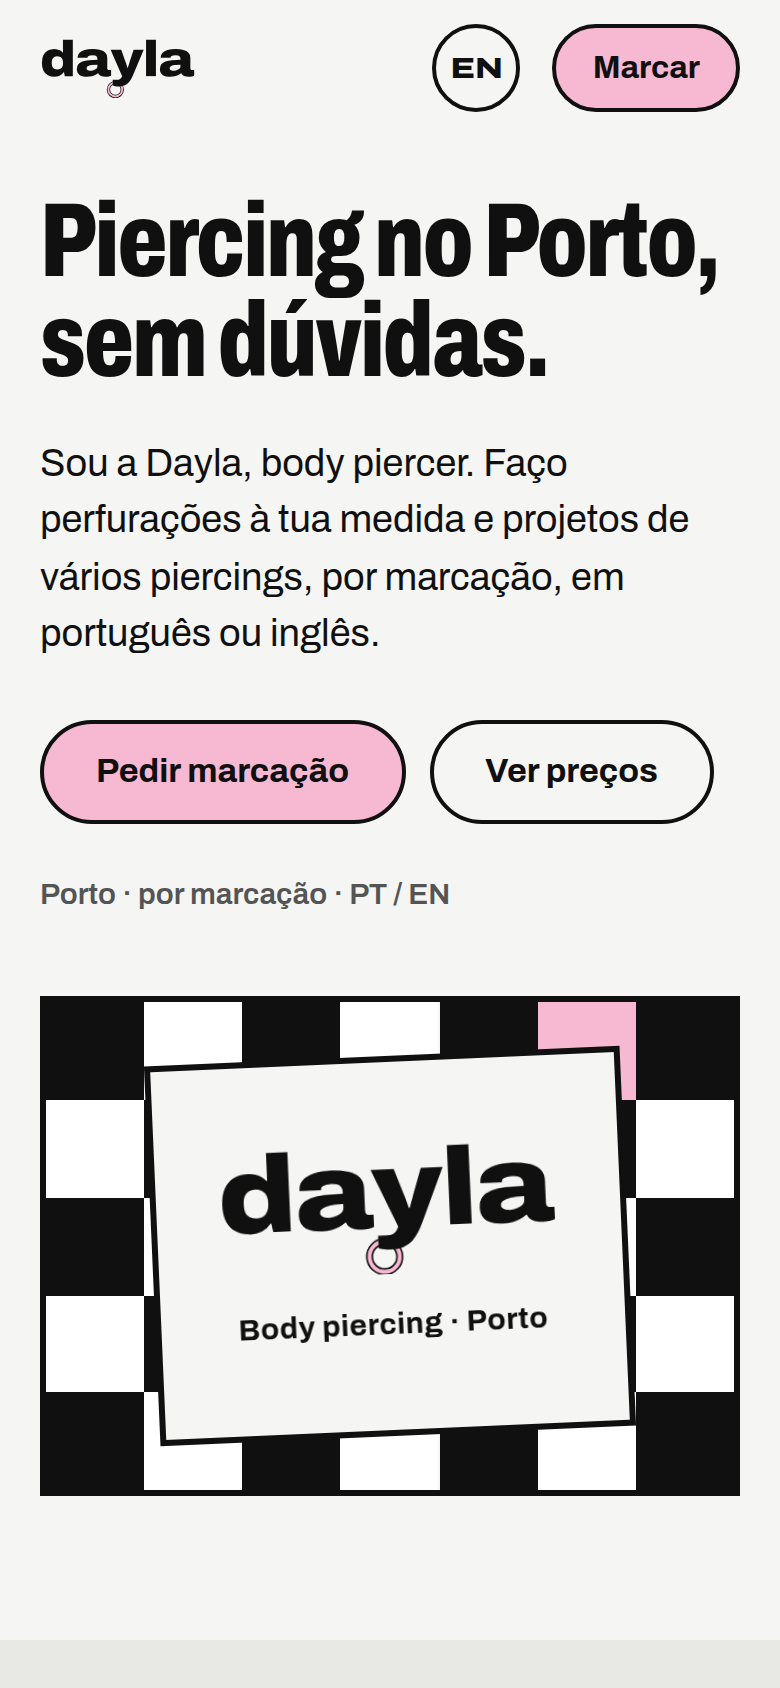 dayla
EN
Marcar
Piercing no Porto,
sem dúvidas.
Sou a Dayla, body piercer. Faço
perfurações à tua medida e projetos de
vários piercings, por marcação, em
português ou inglês.
Pedir marcação
Ver preços
Porto · por marcação · PT / EN
dayla
Body piercing · Porto